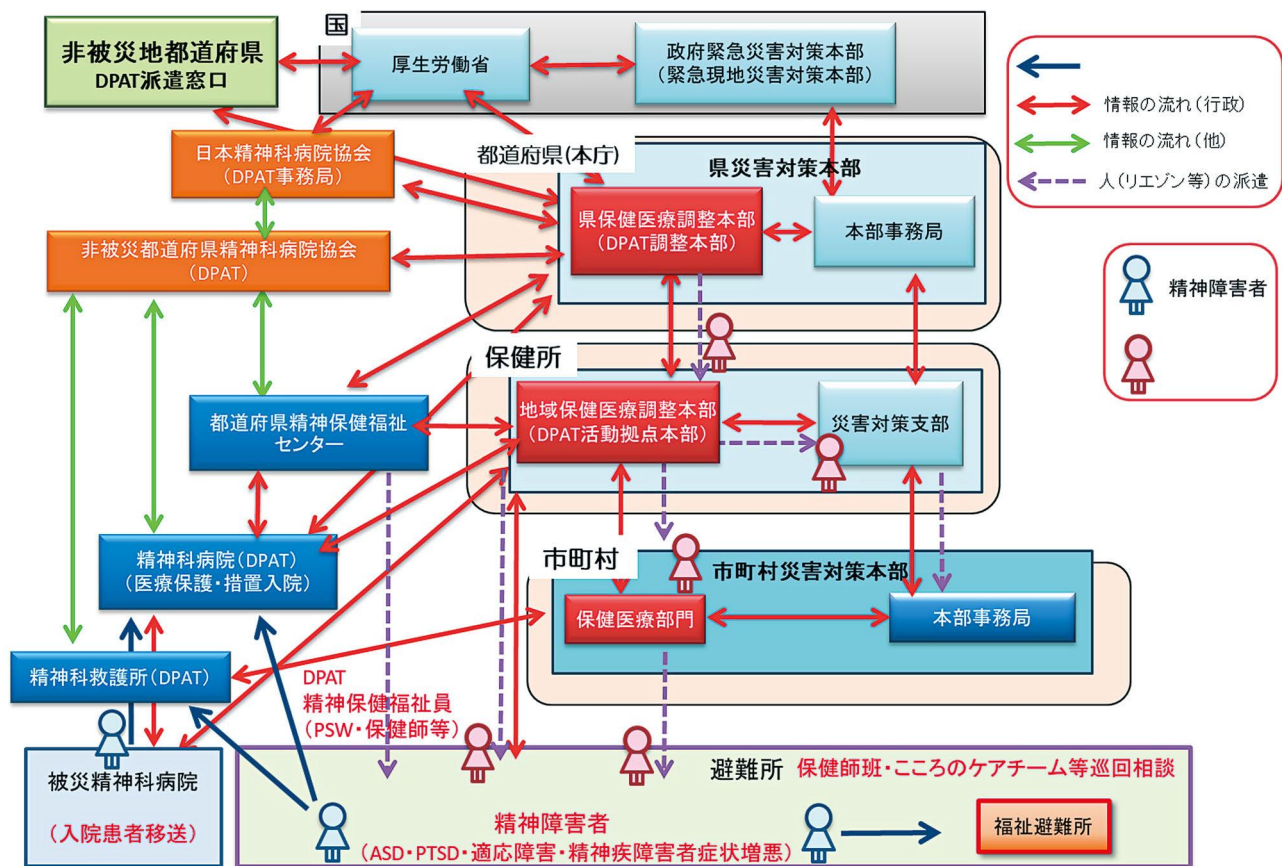 国
非被災地都道府県
DPAT派遣窓口
厚生労働省
政府緊急災害対策本部
(緊急現地災害対策本部)
情報の流れ(行政)
情報の流れ(他)
人(リエゾン等)の派遣
日本精神科病院協会
(DPAT事務局)
都道府県(本庁)
県災害対策本部
県保健医療調整本部
(DPAT調整本部)
本部事務局
非被災都道府県精神科病院協会
(DPAT)
精神障害者
保健所
都道府県精神保健福祉
センター
地域保健医療調整本部
(DPAT活動拠点本部)
災害対策支部
精神科病院(DPAT)
(医療保護・措置入院)
市町村
市町村災害対策本部
保健医療部門
本部事務局
精神科救護所(DPAT)
DPAT
精神保健福祉員
(PSW・保健師等)
被災精神科病院
(入院患者移送)
避難所
保健師班・こころのケアチーム等巡回相談
精神障害者
(ASD・PTSD・適応障害・精神疾障害者症状増悪)
福祉避難所